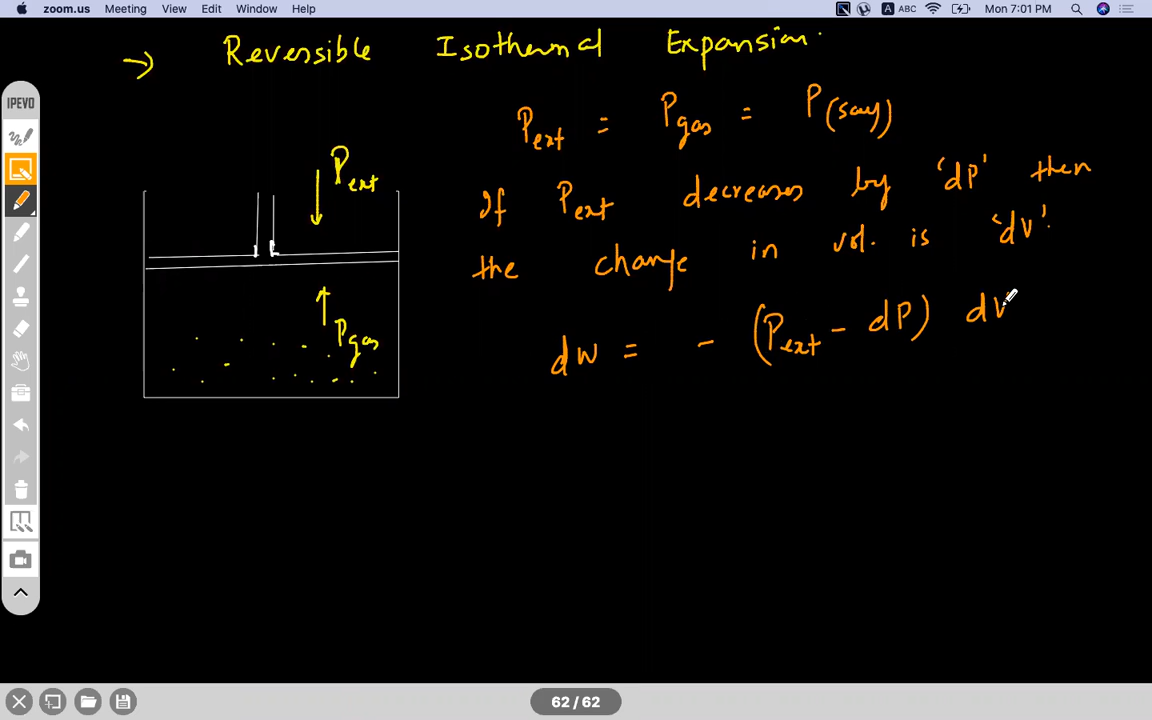 zoom.us Meeting View Edit Window Help
A ABC Mon 7:01 PM
→ Reversible Isothermal Expansion.
IPEVO
Pext = Pgas = P(say)
Pext
If Pext decreases by 'dP' then
the change in vol. is 'dV'.
Pgas
dW = - (Pext - dP) dV
62 / 62